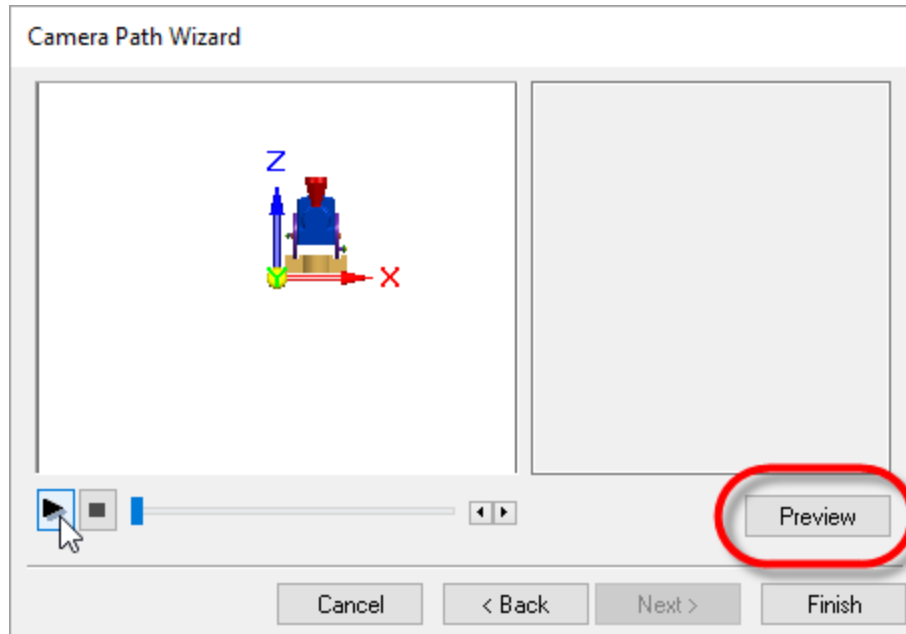 Camera Path Wizard
Z
Y
X
Preview
Cancel
< Back
Next >
Finish